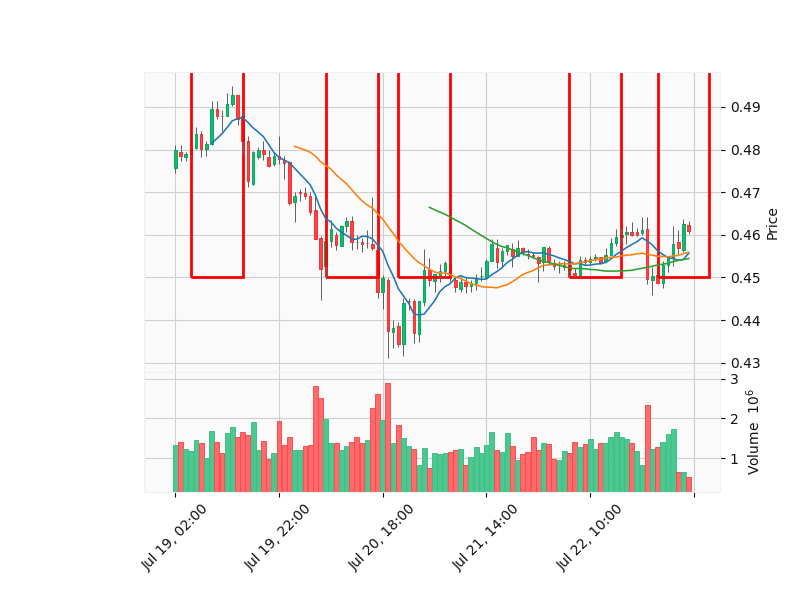 0.49
0.48
0.47
0.46
0.45
0.44
0.43
Price
3
2
1
Volume 10⁶
Jul 19, 02:00
Jul 19, 22:00
Jul 20, 18:00
Jul 21, 14:00
Jul 22, 10:00